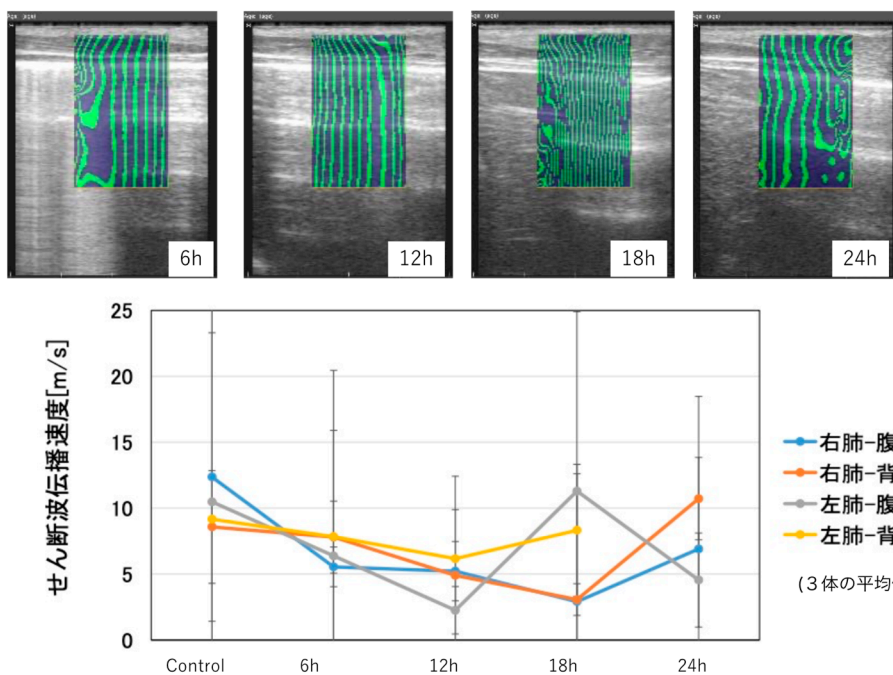 6h
12h
18h
24h
せん断波伝播速度[m/s]
25
20
15
10
5
0
Control
6h
12h
18h
24h
右肺-腹
右肺-背
左肺-腹
左肺-背
(3体の平均